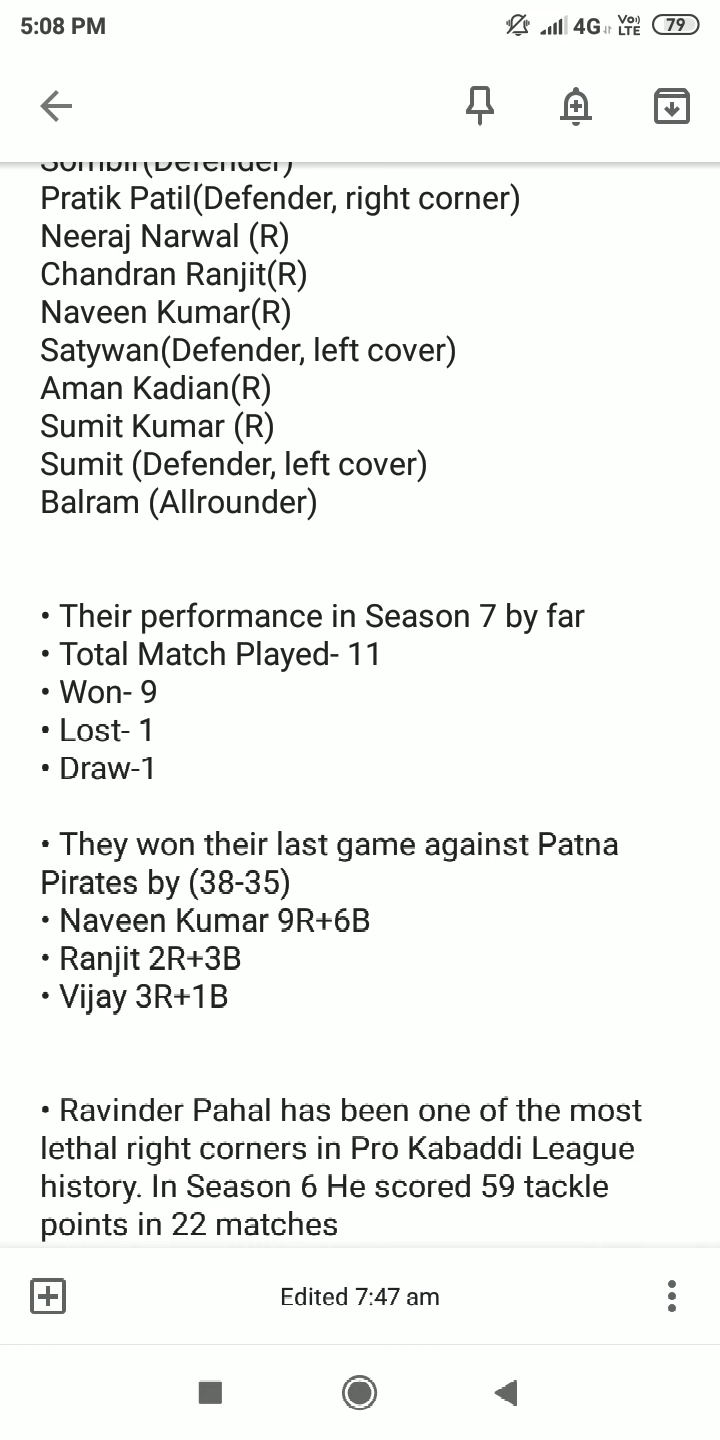 5:08 PM
4G Vo) LTE 79
Sombir(Defender)
Pratik Patil(Defender, right corner)
Neeraj Narwal (R)
Chandran Ranjit(R)
Naveen Kumar(R)
Satywan(Defender, left cover)
Aman Kadian(R)
Sumit Kumar (R)
Sumit (Defender, left cover)
Balram (Allrounder)
• Their performance in Season 7 by far
• Total Match Played- 11
• Won- 9
• Lost- 1
• Draw-1
• They won their last game against Patna
Pirates by (38-35)
• Naveen Kumar 9R+6B
• Ranjit 2R+3B
• Vijay 3R+1B
• Ravinder Pahal has been one of the most
lethal right corners in Pro Kabaddi League
history. In Season 6 He scored 59 tackle
points in 22 matches
Edited 7:47 am